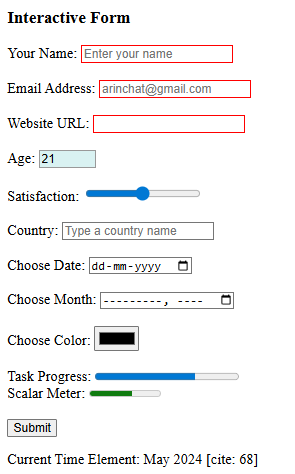 Interactive Form
Your Name: Enter your name
Email Address: arinchat@gmail.com
Website URL:
Age: 21
Satisfaction:
Country: Type a country name
Choose Date: dd-mm-yyyy
Choose Month: ---------, ----
Choose Color:
Task Progress:
Scalar Meter:
Submit
Current Time Element: May 2024 [cite: 68]